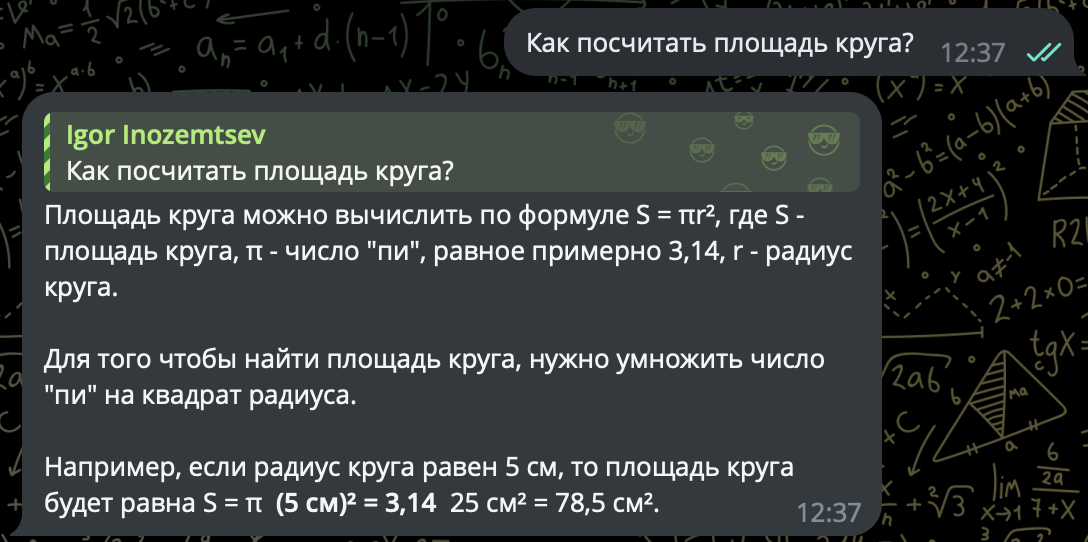 Как посчитать площадь круга?
12:37
Igor Inozemtsev
Как посчитать площадь круга?
Площадь круга можно вычислить по формуле S = πr², где S -
площадь круга, π - число "пи", равное примерно 3,14, r - радиус
круга.
Для того чтобы найти площадь круга, нужно умножить число
"пи" на квадрат радиуса.
Например, если радиус круга равен 5 см, то площадь круга
будет равна S = π (5 см)² = 3,14 25 см² = 78,5 см².
12:37